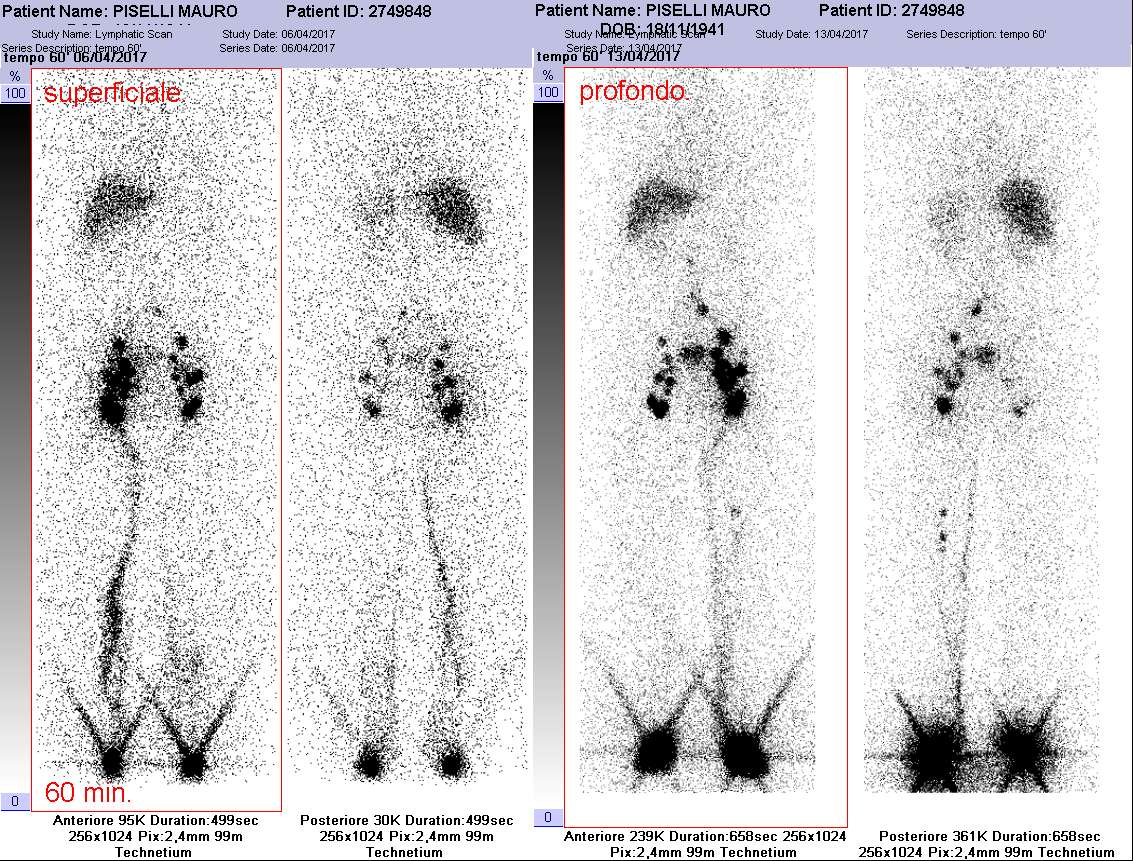 Patient Name: PISELLI MAURO Patient ID: 2749848
Study Name: Lymphatic Scan Study Date: 06/04/2017
Series Description: tempo 60' Series Date: 06/04/2017
tempo 60' 06/04/2017
%
100
superficiale
60 min.
0
Anteriore 95K Duration:499sec
256x1024 Pix:2,4mm 99m
Technetium
Posteriore 30K Duration:499sec
256x1024 Pix:2,4mm 99m
Technetium
Patient Name: PISELLI MAURO Patient ID: 2749848
DOB: 18/11/1941
Study Name: Lymphatic Scan Study Date: 13/04/2017 Series Description: tempo 60'
Series Date: 13/04/2017
tempo 60' 13/04/2017
%
100
profondo.
0
Anteriore 239K Duration:658sec 256x1024
Pix:2,4mm 99m Technetium
Posteriore 361K Duration:658sec
256x1024 Pix:2,4mm 99m Technetium